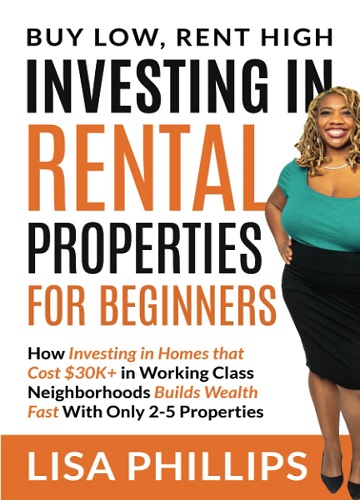 BUY LOW, RENT HIGH
INVESTING IN
RENTAL
PROPERTIES
FOR BEGINNERS
How Investing in Homes that
Cost $30K+ in Working Class
Neighborhoods Builds Wealth
Fast With Only 2-5 Properties
LISA PHILLIPS